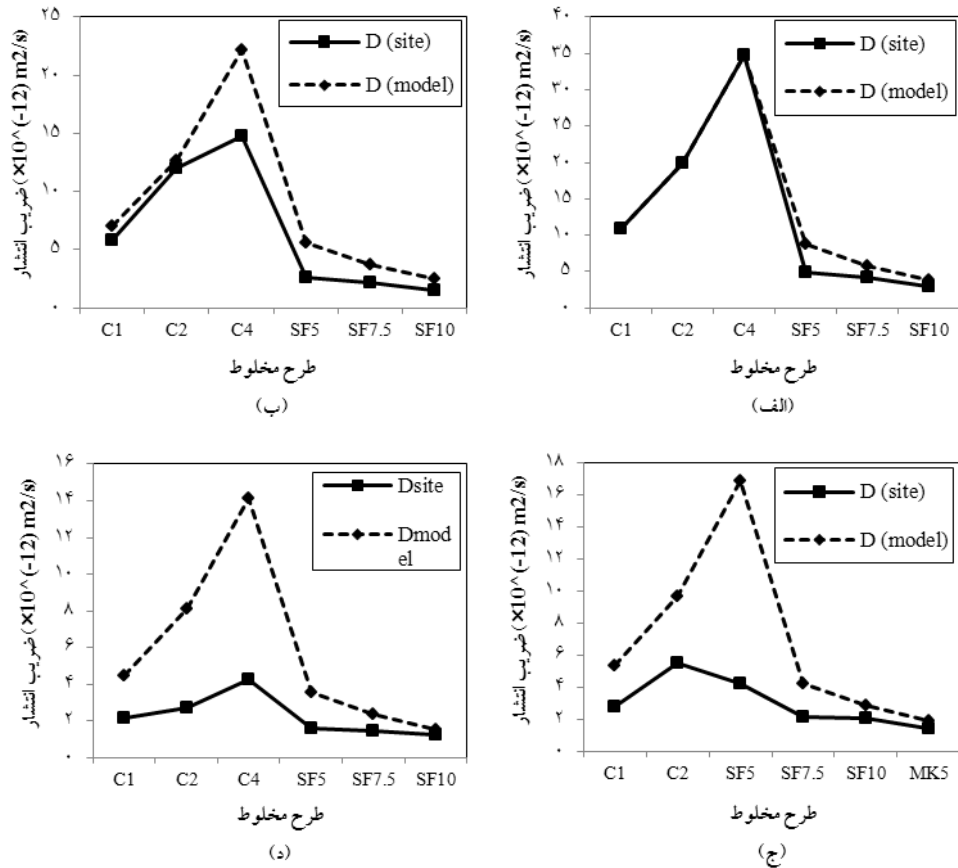 ۲۵
۲۰
۱۵
۱۰
۵
۰
ضریب انتشار (×10^(-12) m2/s)
D (site)
D (model)
C1 C2 C4 SF5 SF7.5 SF10
طرح مخلوط
(ب)
۴۰
۳۵
۳۰
۲۵
۲۰
۱۵
۱۰
۵
۰
ضریب انتشار (×10^(-12) m2/s)
D (site)
D (model)
C1 C2 C4 SF5 SF7.5 SF10
طرح مخلوط
(الف)
۱۶
۱۴
۱۲
۱۰
۸
۶
۴
۲
۰
ضریب انتشار (×10^(-12) m2/s)
Dsite
Dmod
el
C1 C2 C4 SF5 SF7.5 SF10
طرح مخلوط
(د)
۱۸
۱۶
۱۴
۱۲
۱۰
۸
۶
۴
۲
۰
ضریب انتشار (×10^(-12) m2/s)
D (site)
D (model)
C1 C2 SF5 SF7.5 SF10 MK5
طرح مخلوط
(ج)